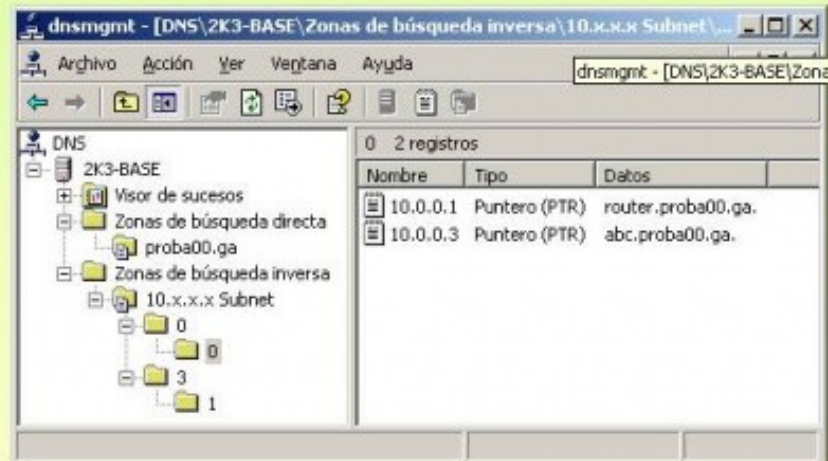 dnsmgmt - [DNS\2K3-BASE\Zonas de búsqueda inversa\10.x.x.x Subnet\...
Archivo Acción Ver Ventana Ayuda
dnsmgmt - [DNS\2K3-BASE\Zona
DNS
2K3-BASE
Visor de sucesos
Zonas de búsqueda directa
proba00.ga
Zonas de búsqueda inversa
10.x.x.x Subnet
0
0
3
1
0 2 registros
Nombre Tipo Datos
10.0.0.1 Puntero (PTR) router.proba00.ga.
10.0.0.3 Puntero (PTR) abc.proba00.ga.